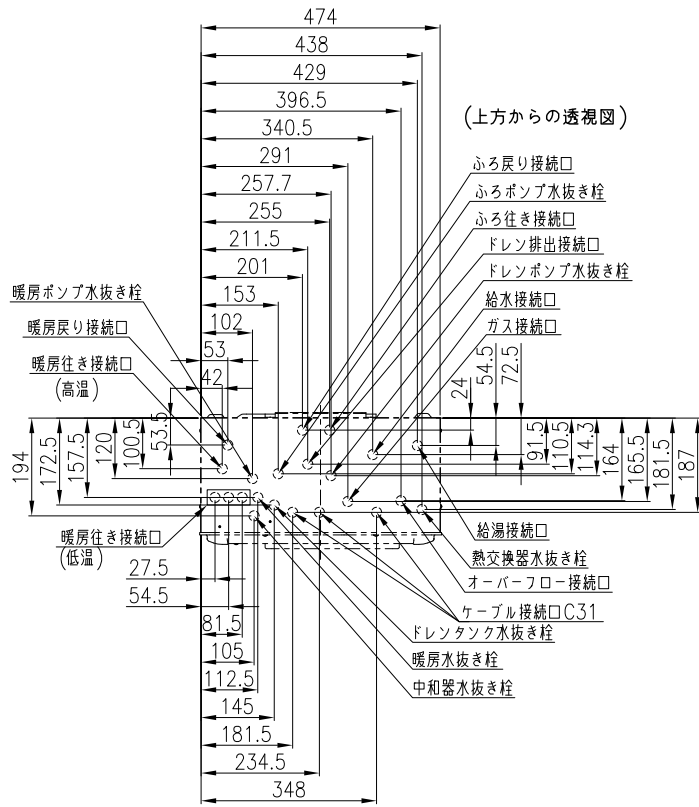 474
438
429
396.5
(上方からの透視図)
340.5
291
ふろ戻り接続口
257.7
ふろポンプ水抜き栓
255
ふろ往き接続口
211.5
ドレン排出接続口
201
ドレンポンプ水抜き栓
暖房ポンプ水抜き栓
153
給水接続口
暖房戻り接続口
102
ガス接続口
暖房往き接続口
(高温)
53
42
24
54.5
72.5
194
172.5
157.5
120
100.5
53.5
91.5
110.5
114.3
164
165.5
181.5
187
暖房往き接続口
(低温)
給湯接続口
熱交換器水抜き栓
27.5
オーバーフロー接続口
54.5
ケーブル接続口C31
81.5
ドレンタンク水抜き栓
105
暖房水抜き栓
112.5
中和器水抜き栓
145
181.5
234.5
348